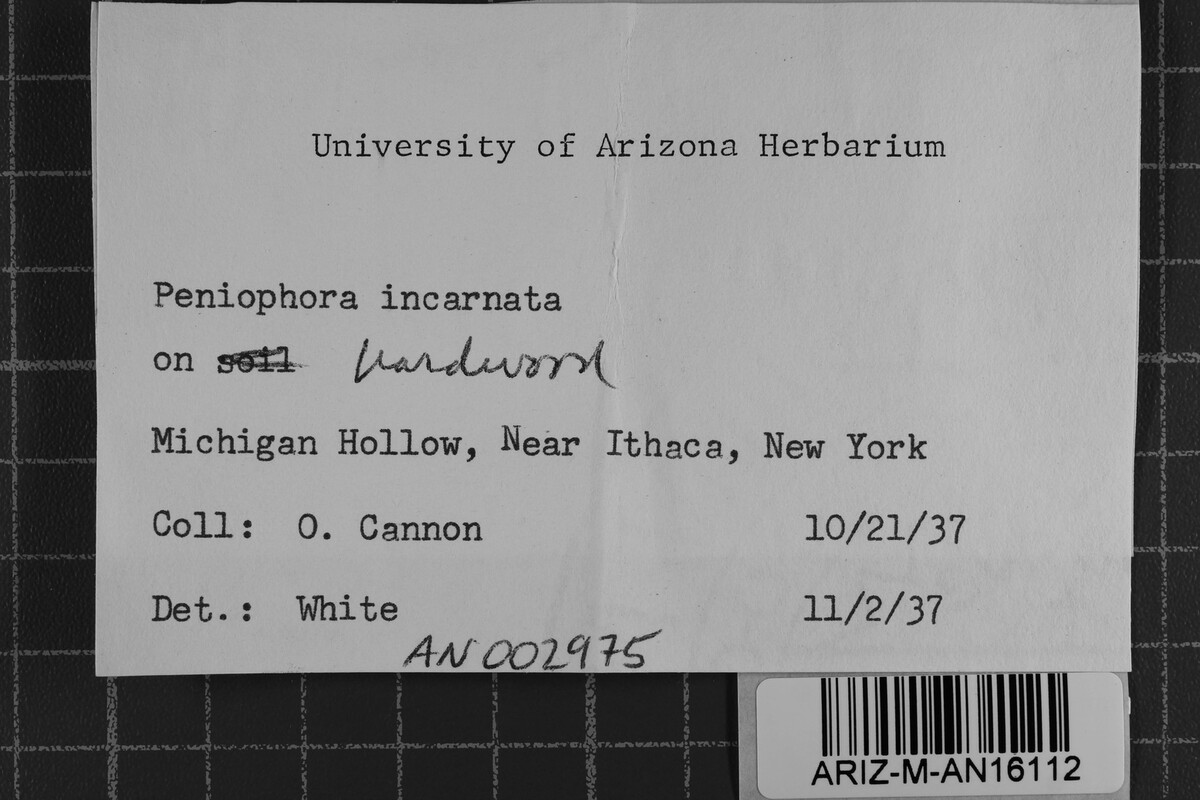 University of Arizona Herbarium
Peniophora incarnata
on soil hardwood
Michigan Hollow, Near Ithaca, New York
Coll: O. Cannon 10/21/37
Det.: White 11/2/37
AN 002975
ARIZ-M-AN16112